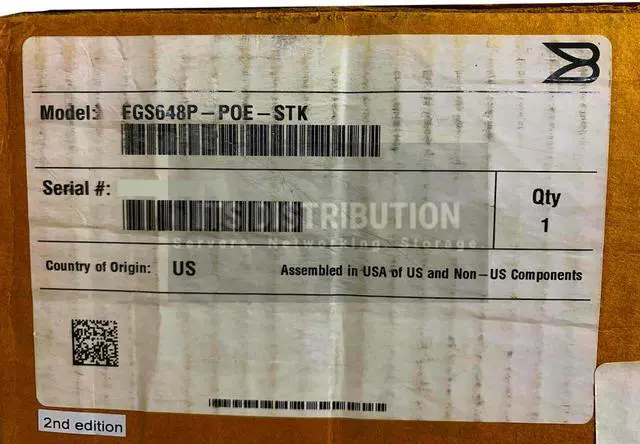 Model: FGS648P-POE-STK
Serial #:
Qty
1
DISTRIBUTION
Servers, Networking, Storage
Country of Origin: US
Assembled in USA of US and Non-US Components
2nd edition